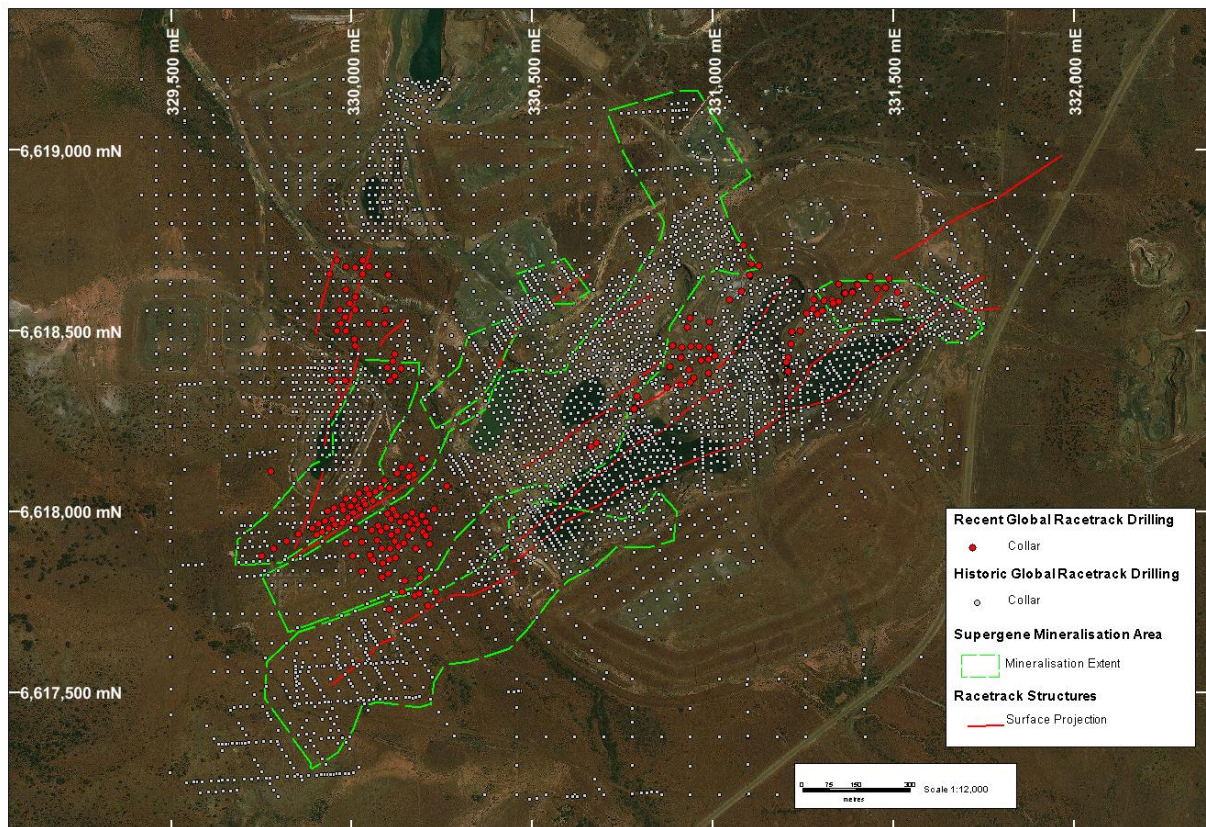 329,500 mE
330,000 mE
330,500 mE
331,000 mE
331,500 mE
332,000 mE
6,619,000 mN
6,618,500 mN
6,618,000 mN
6,617,500 mN
Recent Global Racetrack Drilling
Collar
Historic Global Racetrack Drilling
Collar
Supergene Mineralisation Area
Mineralisation Extent
Racetrack Structures
Surface Projection
0 75 150 300
metres
Scale 1:12,000